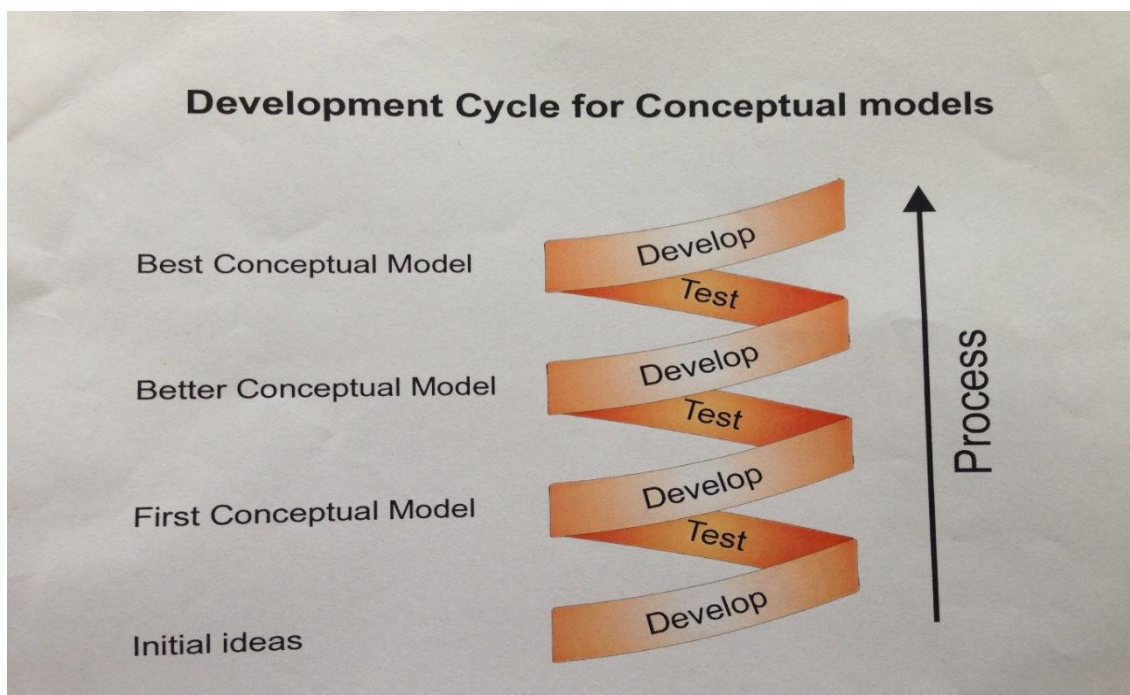 Development Cycle for Conceptual models
Best Conceptual Model
Develop
Test
Better Conceptual Model
Develop
Test
First Conceptual Model
Develop
Test
Initial ideas
Develop
Process